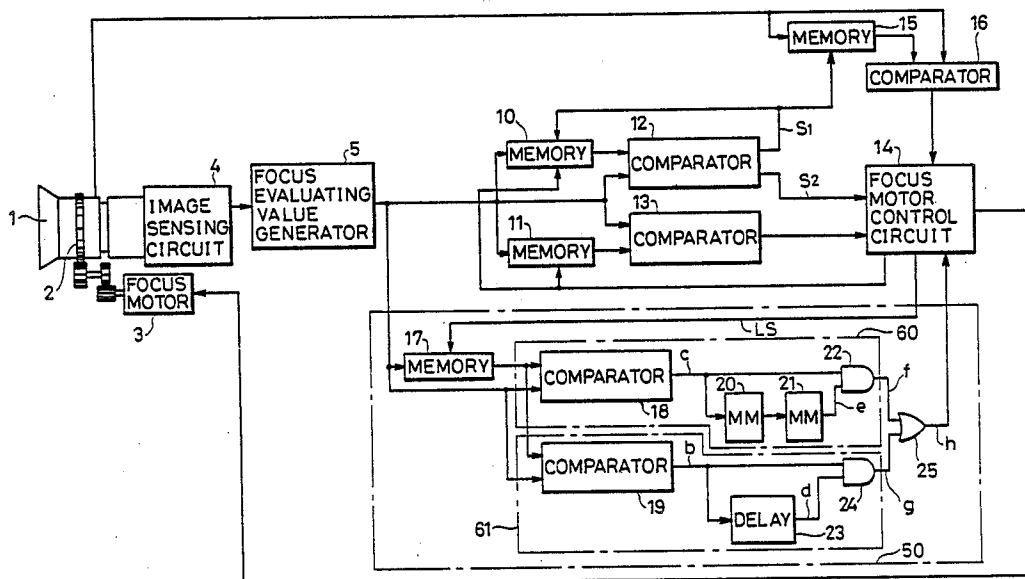 15
MEMORY
16
COMPARATOR
10
MEMORY
12
COMPARATOR
S1
S2
14
FOCUS
MOTOR
CONTROL
CIRCUIT
13
COMPARATOR
11
MEMORY
5
FOCUS
EVALUATING
VALUE
GENERATOR
4
IMAGE
SENSING
CIRCUIT
1
2
FOCUS
MOTOR
3
LS
60
17
MEMORY
COMPARATOR
18
c
20
MM
21
MM
e
22
f
25
h
COMPARATOR
19
b
d
24
g
DELAY
23
61
50